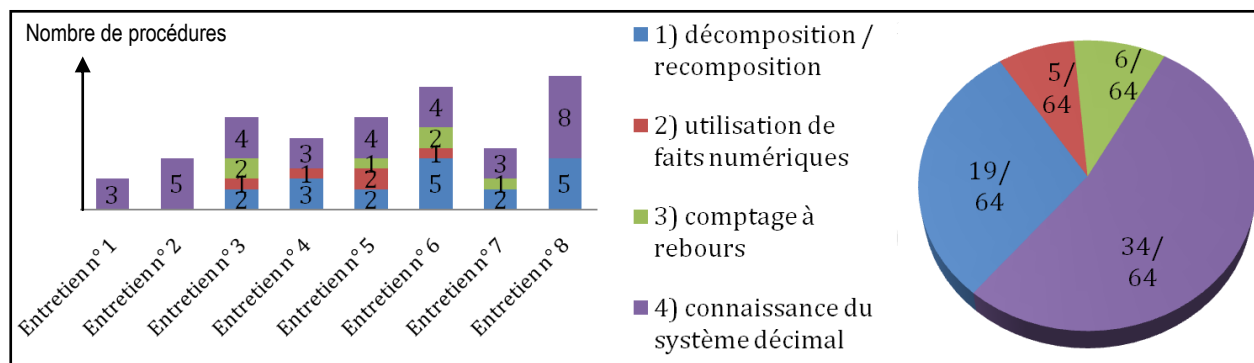 Nombre de procédures
3
5
4
2
1
2
3
1
3
4
1
2
2
4
2
1
5
3
1
2
8
5
Entretien n° 1
Entretien n° 2
Entretien n° 3
Entretien n° 4
Entretien n° 5
Entretien n° 6
Entretien n° 7
Entretien n° 8
1) décomposition /
recomposition
2) utilisation de
faits numériques
3) comptage à
rebours
4) connaissance du
système décimal
5/
64
6/
64
19/
64
34/
64